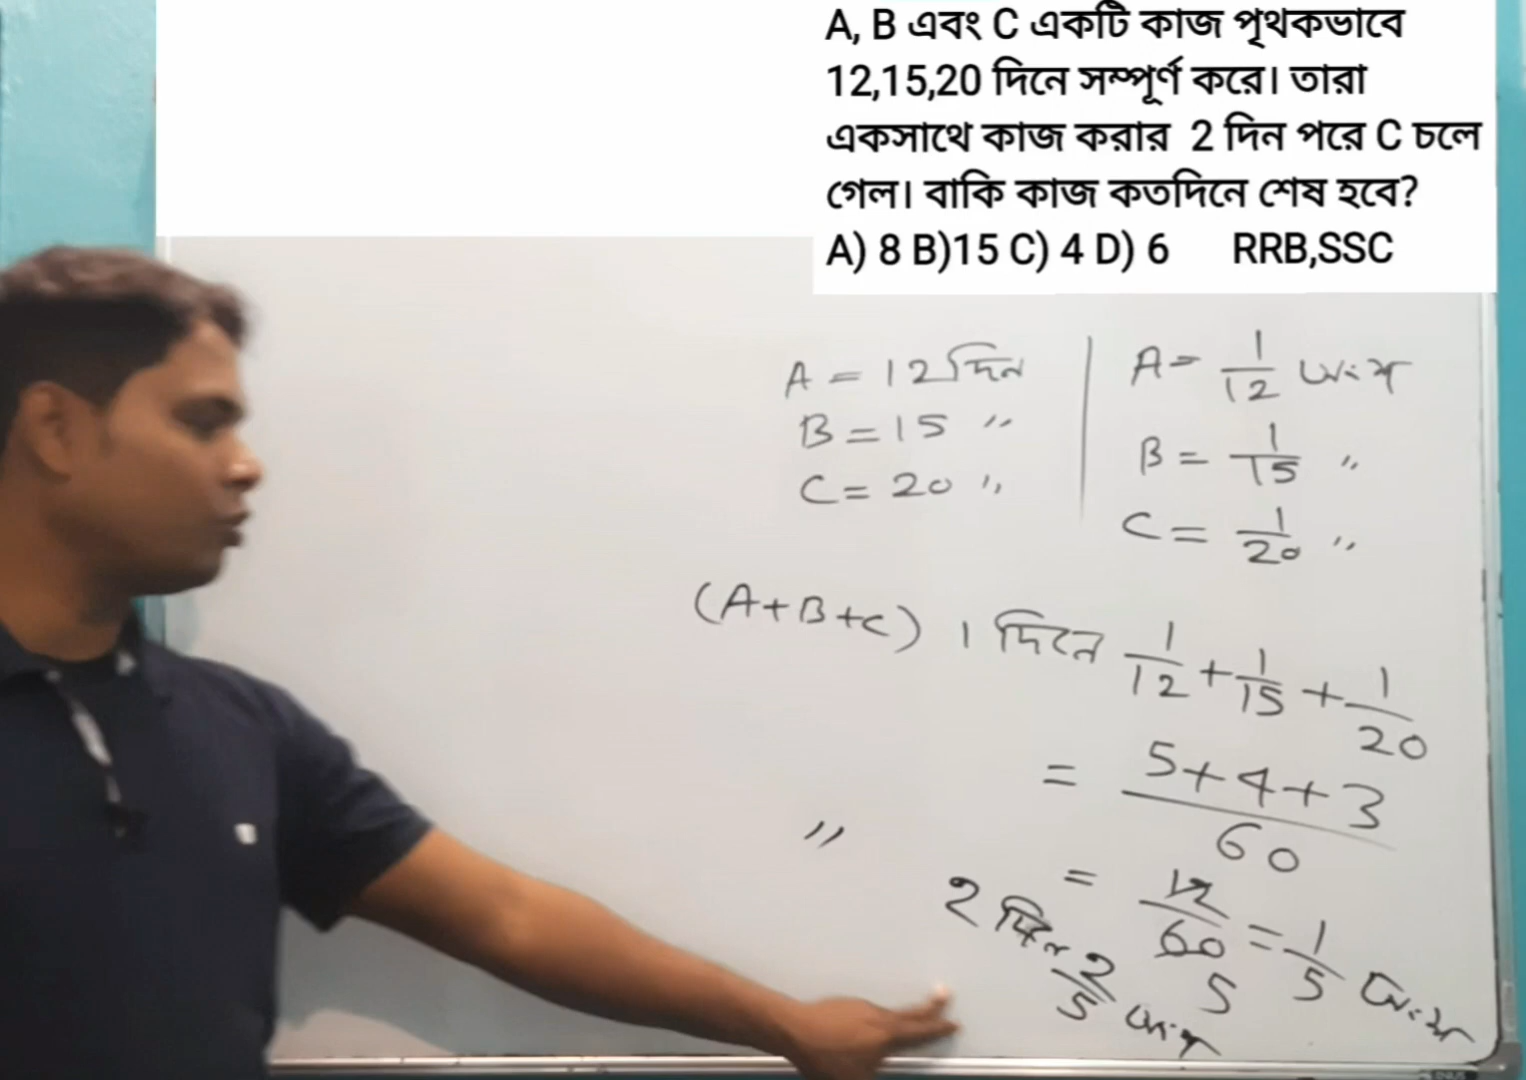 A, B এবং C একটি কাজ পৃথকভাবে
12,15,20 দিনে সম্পূর্ণ করে। তারা
একসাথে কাজ করার 2 দিন পরে C চলে
গেল। বাকি কাজ কতদিনে শেষ হবে?
A) 8 B)15 C) 4 D) 6 RRB,SSC
A = 12 দিন
B = 15 "
C = 20 "
A = 1/12 অংশ
B = 1/15 "
C = 1/20 "
(A+B+C) 1 দিনে 1/12 + 1/15 + 1/20
= 5+4+3/60
= 12/60 = 1/5 অংশ
5
" 2 দিনে 2/5 অংশ